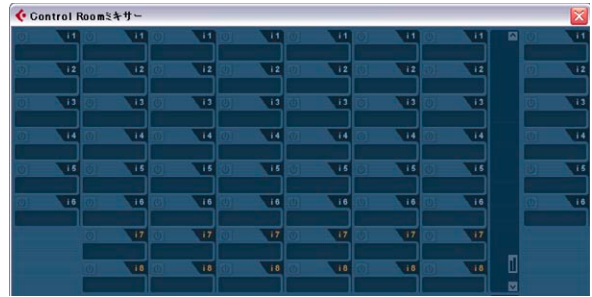 Control Roomミキサー
i1 i1 i1 i1 i1 i1 i1 i1
i2 i2 i2 i2 i2 i2 i2 i2
i3 i3 i3 i3 i3 i3 i3 i3
i4 i4 i4 i4 i4 i4 i4 i4
i5 i5 i5 i5 i5 i5 i5 i5
i6 i6 i6 i6 i6 i6 i6 i6
i7 i7 i7 i7 i7 i7
i8 i8 i8 i8 i8 i8